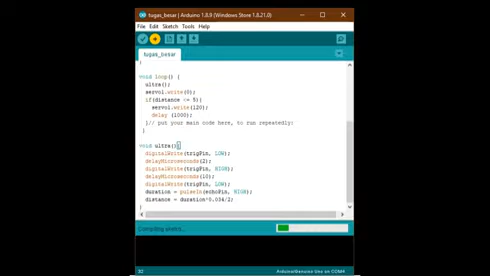 tugas_besar | Arduino 1.8.9 (Windows Store 1.8.21.0)
File Edit Sketch Tools Help
tugas_besar
}
void loop() {
ultra();
servo1.write(0);
if(distance <= 5){
servo1.write(120);
delay (1000);
}// put your main code here, to run repeatedly:
}
void ultra(){
digitalWrite(trigPin, LOW);
delayMicroseconds(2);
digitalWrite(trigPin, HIGH);
delayMicroseconds(10);
digitalWrite(trigPin, LOW);
duration = pulseIn(echoPin, HIGH);
distance = duration*0.034/2;
}
Compiling sketch...
32
Arduino/Genuino Uno on COM4